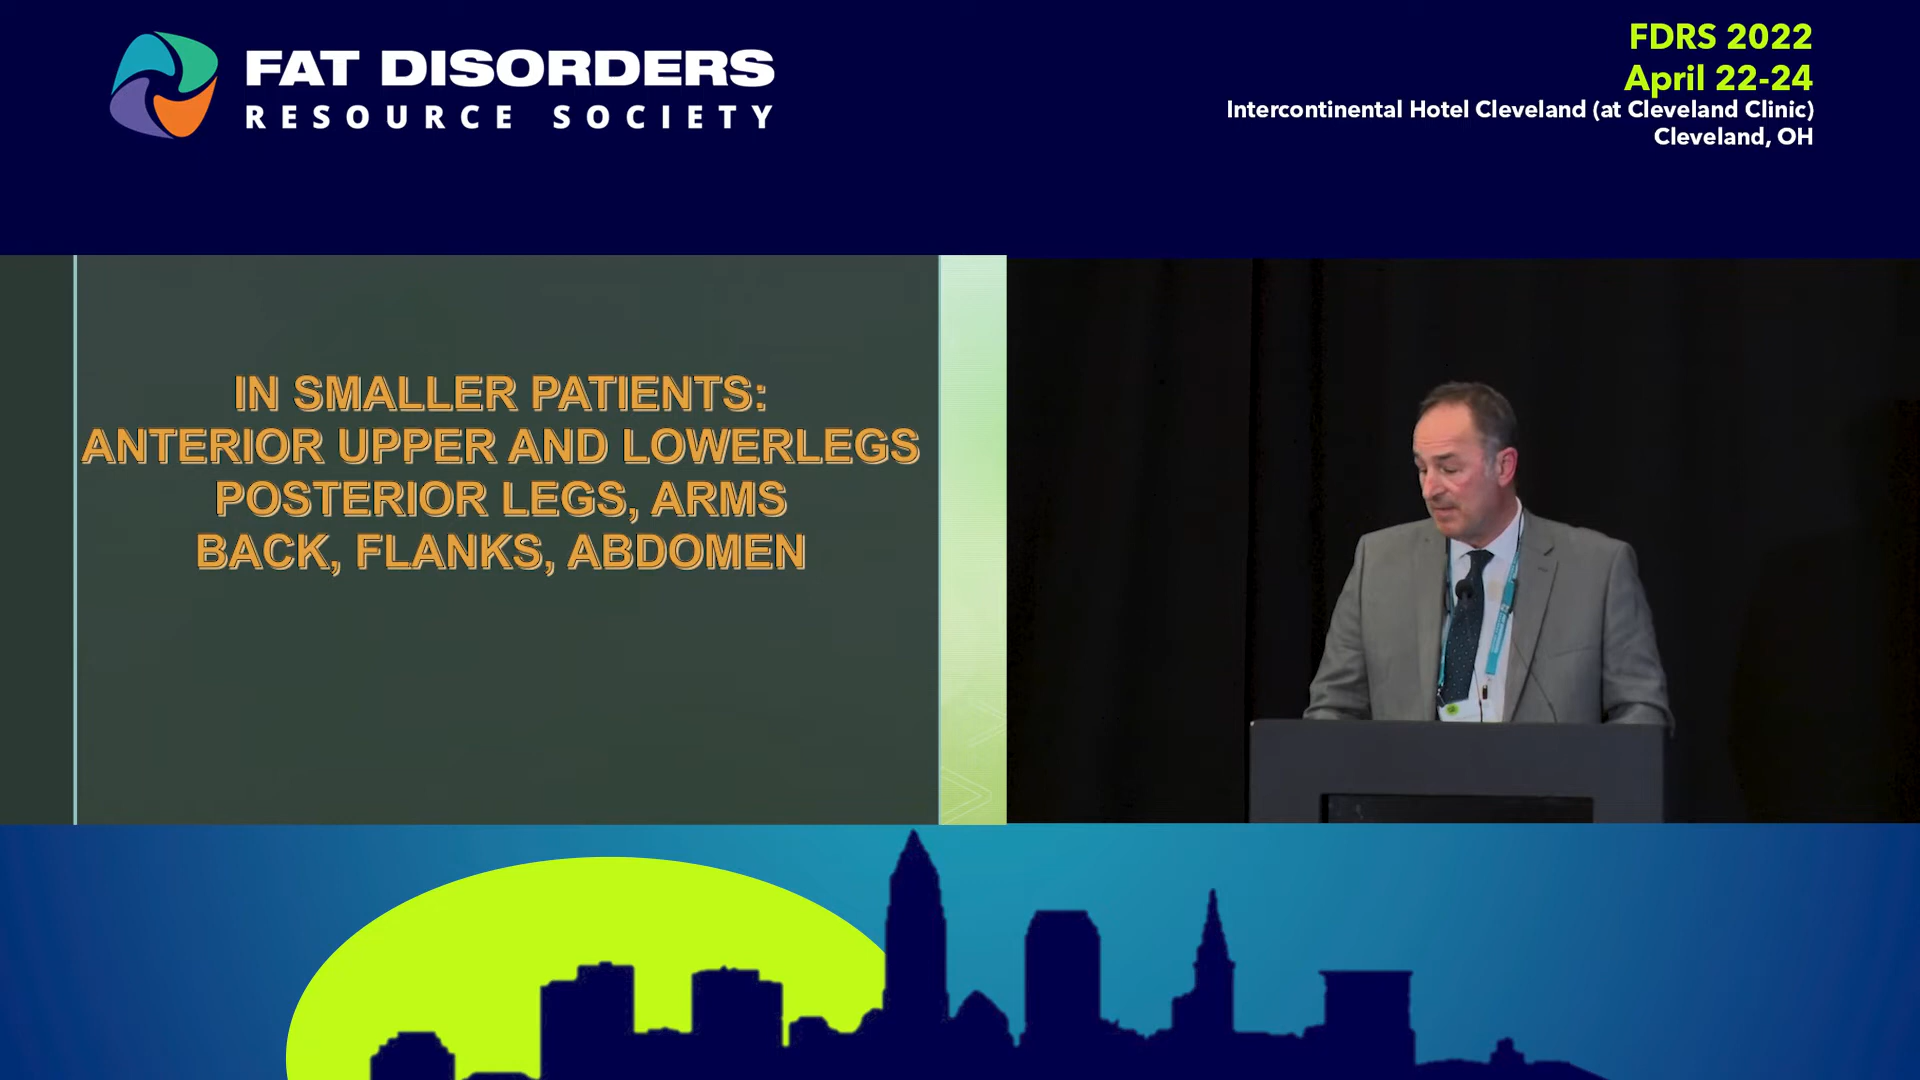 FAT DISORDERS
RESOURCE SOCIETY
FDRS 2022
April 22-24
Intercontinental Hotel Cleveland (at Cleveland Clinic)
Cleveland, OH
IN SMALLER PATIENTS:
ANTERIOR UPPER AND LOWERLEGS
POSTERIOR LEGS, ARMS
BACK, FLANKS, ABDOMEN